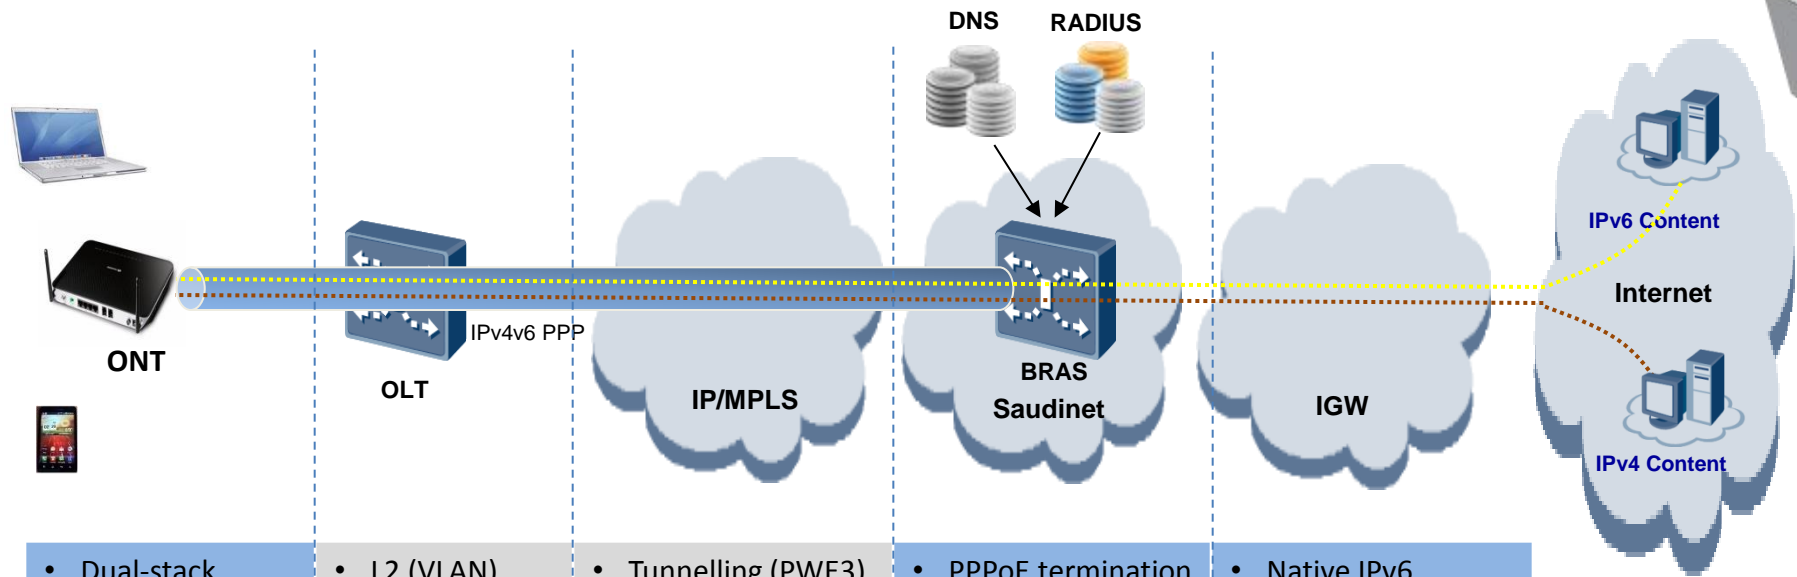 DNS
RADIUS
IPv6 Content
Internet
IPv4v6 PPP
ONT
OLT
IP/MPLS
BRAS
Saudinet
IGW
IPv4 Content
• Dual-stack
• L2 (VLAN)
• Tunnelling (PWE3)
• PPPoE termination
• Native IPv6